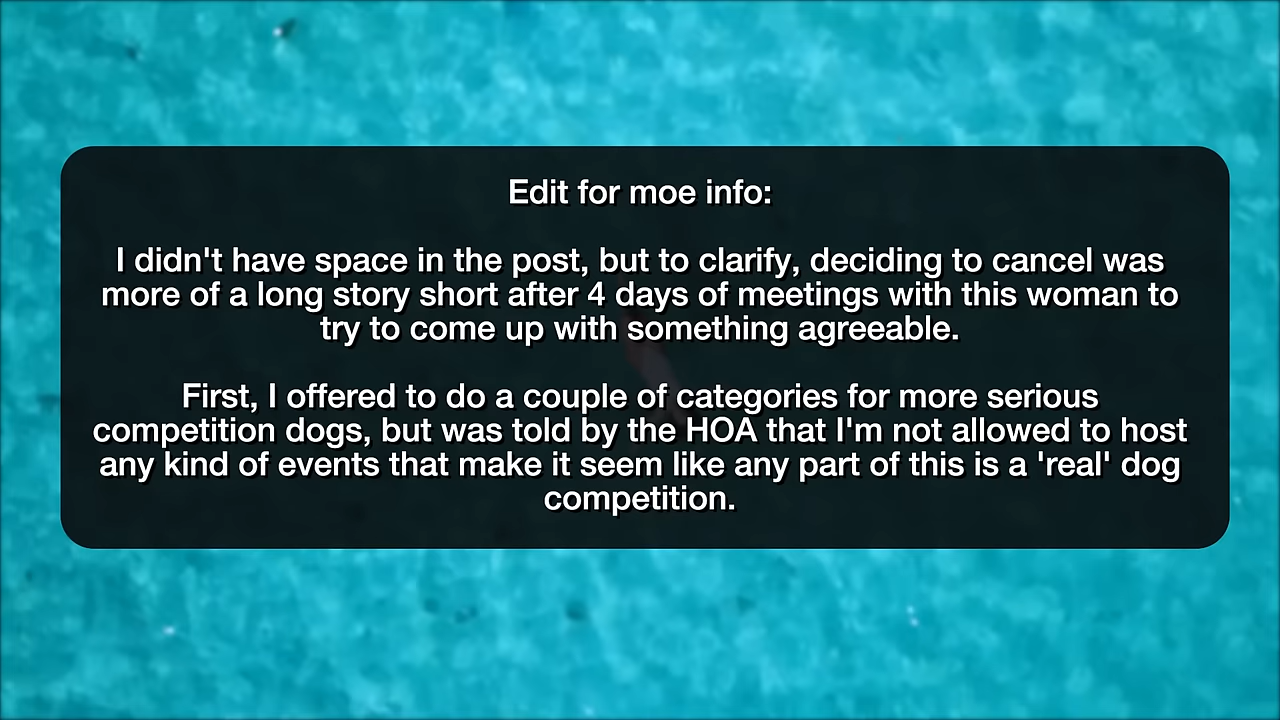 Edit for moe info:
I didn't have space in the post, but to clarify, deciding to cancel was
more of a long story short after 4 days of meetings with this woman to
try to come up with something agreeable.
First, I offered to do a couple of categories for more serious
competition dogs, but was told by the HOA that I'm not allowed to host
any kind of events that make it seem like any part of this is a 'real' dog
competition.